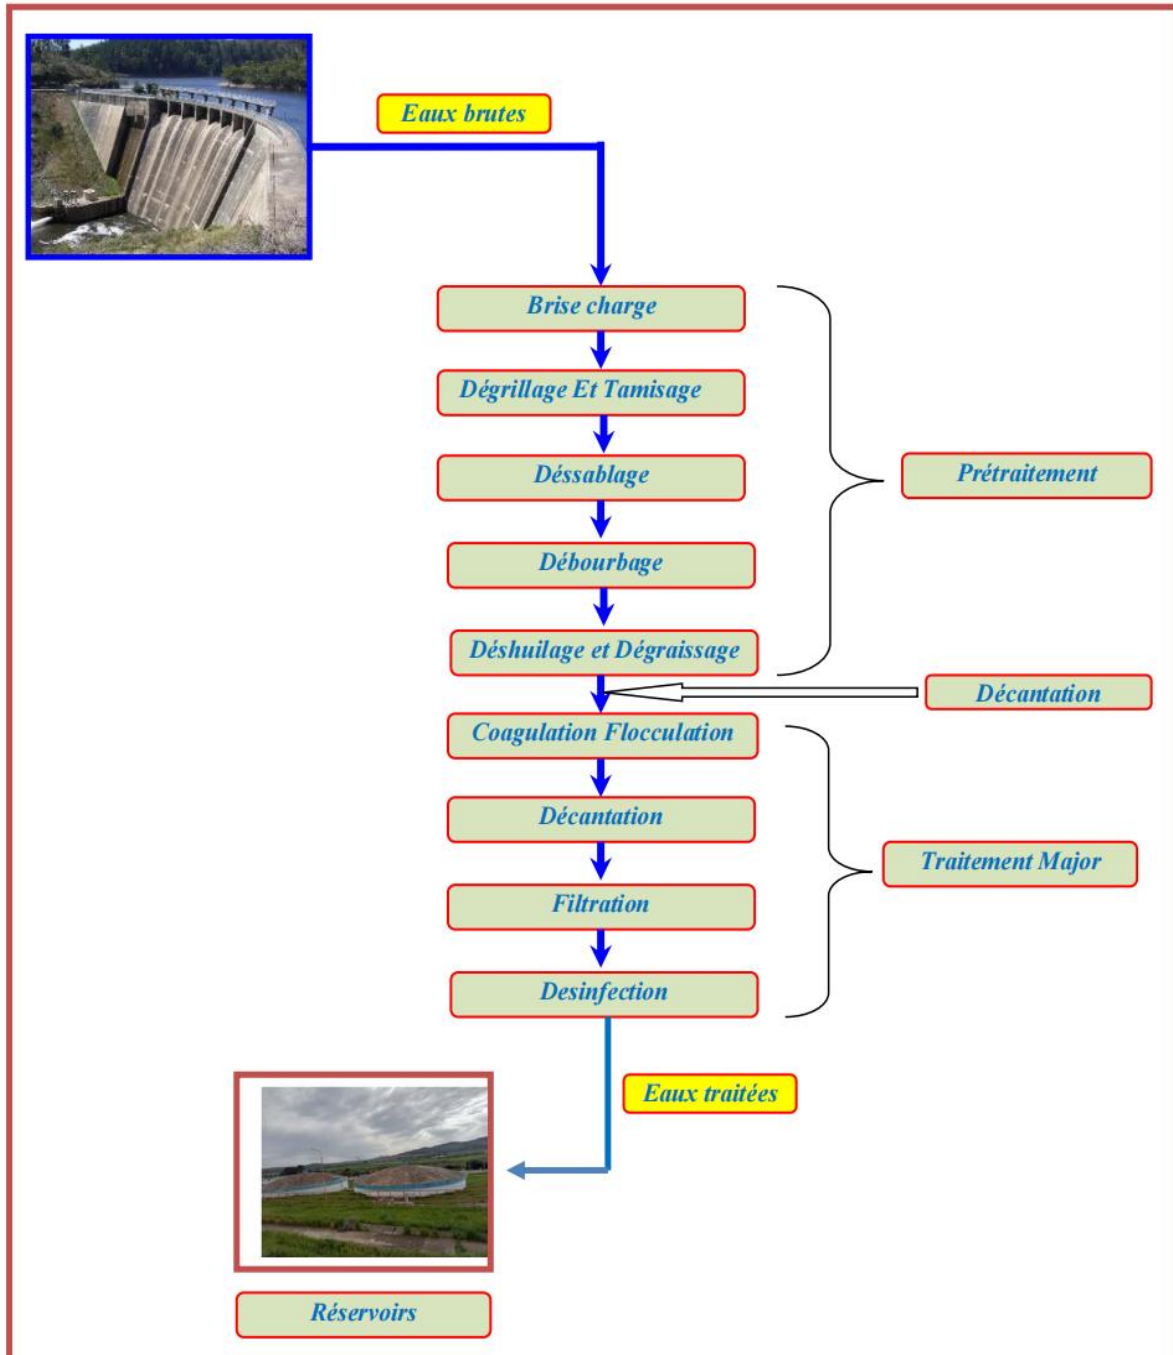 Eaux brutes
Brise charge
Dégrillage Et Tamisage
Déssablage
Prétraitement
Débourbage
Déshuilage et Dégraissage
Décantation
Coagulation Flocculation
Décantation
Traitement Major
Filtration
Desinfection
Eaux traitées
Réservoirs